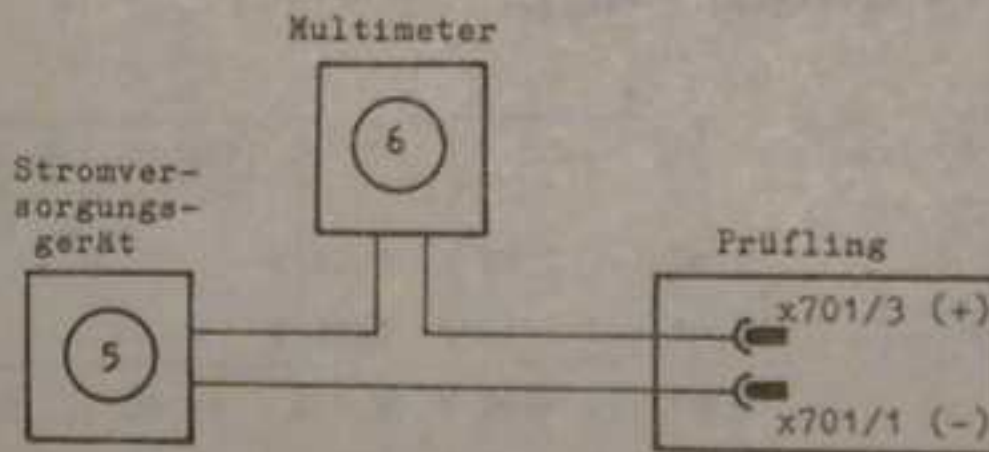 Multimeter
6
Stromver-
sorgungs-
gerät
5
Prüfling
x701/3 (+)
x701/1 (-)